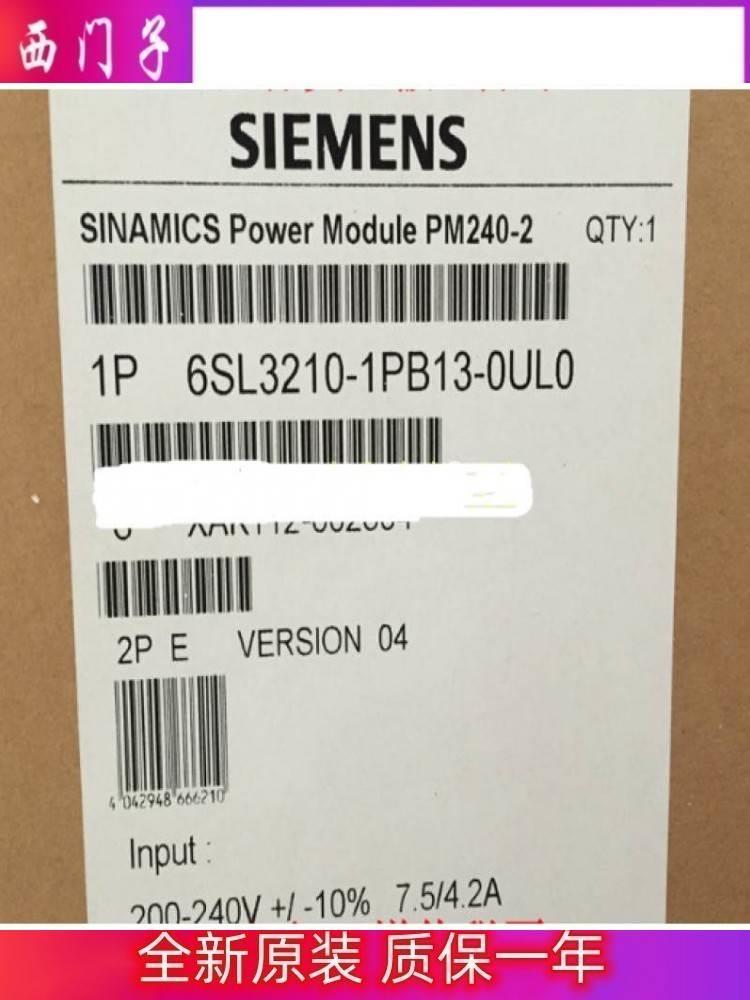 西门子
SIEMENS
SINAMICS Power Module PM240-2 QTY:1
1P 6SL3210-1PB13-0UL0
2P E VERSION 04
4 042948 666210
Input :
200-240V +/ -10% 7.5/4.2A
全新原装 质保一年